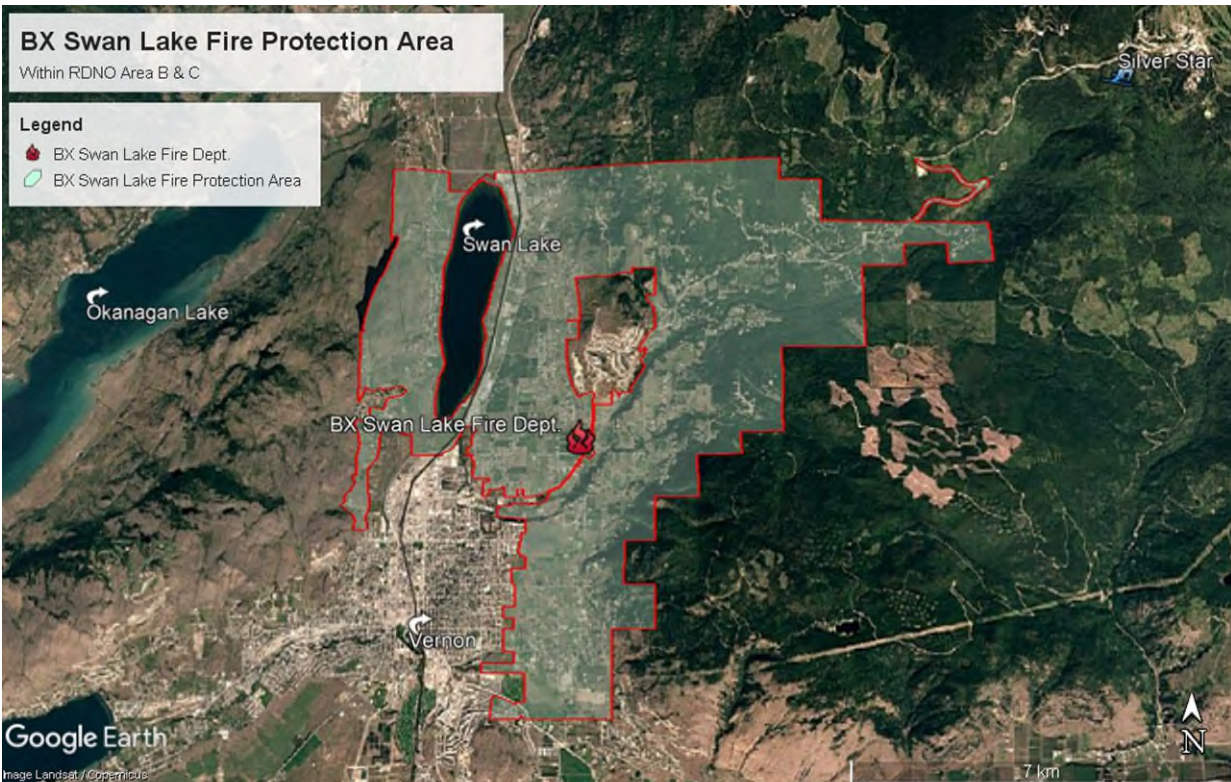 BX Swan Lake Fire Protection Area
Within RDNO Area B & C
Legend
BX Swan Lake Fire Dept.
BX Swan Lake Fire Protection Area
Silver Star
Swan Lake
Okanagan Lake
BX Swan Lake Fire Dept.
Vernon
Google Earth
N
Image Landsat / Copernicus
7 km